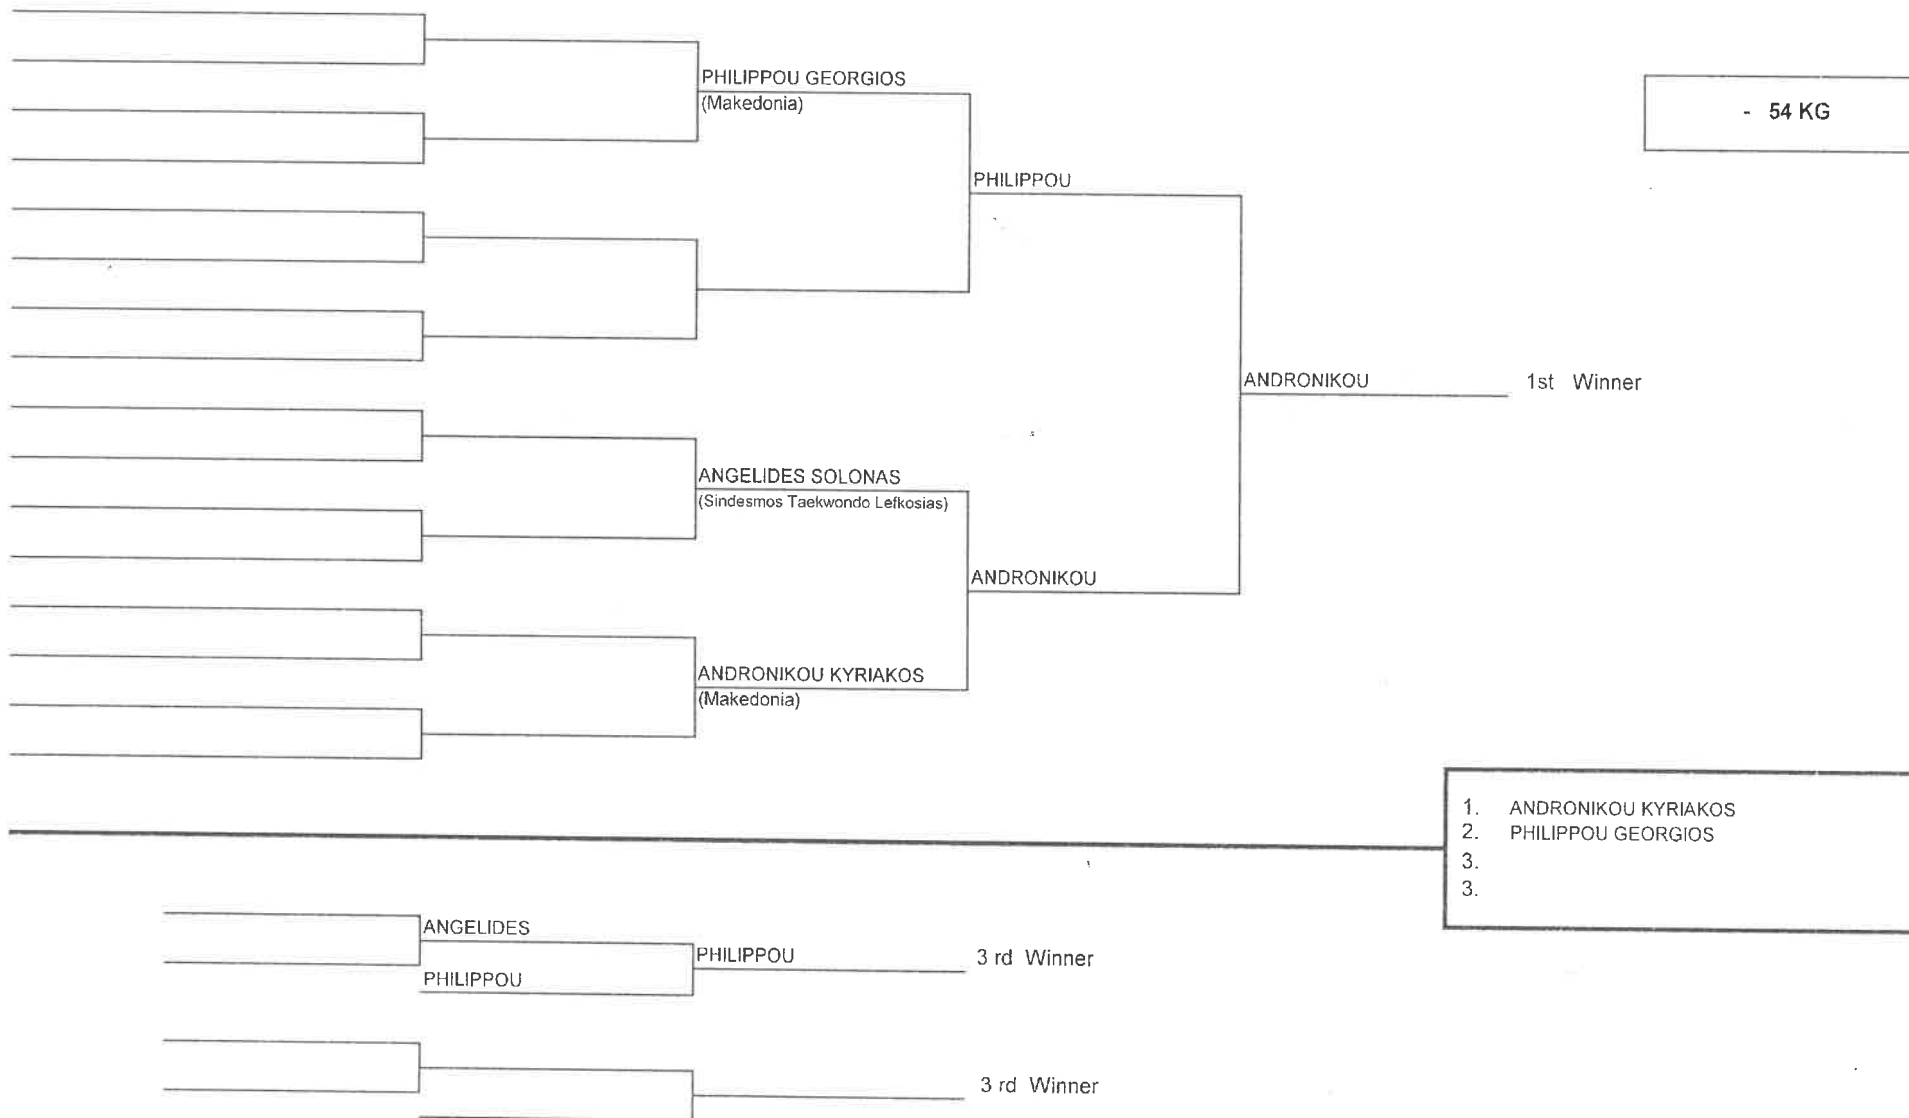 PHILIPPOU GEORGIOS
(Makedonia)
- 54 KG
PHILIPPOU
ANDRONIKOU
1st Winner
ANGELIDES SOLONAS
(Sindesmos Taekwondo Lefkosias)
ANDRONIKOU
ANDRONIKOU KYRIAKOS
(Makedonia)
1. ANDRONIKOU KYRIAKOS
2. PHILIPPOU GEORGIOS
3.
3.
ANGELIDES
PHILIPPOU
PHILIPPOU
3 rd Winner
3 rd Winner